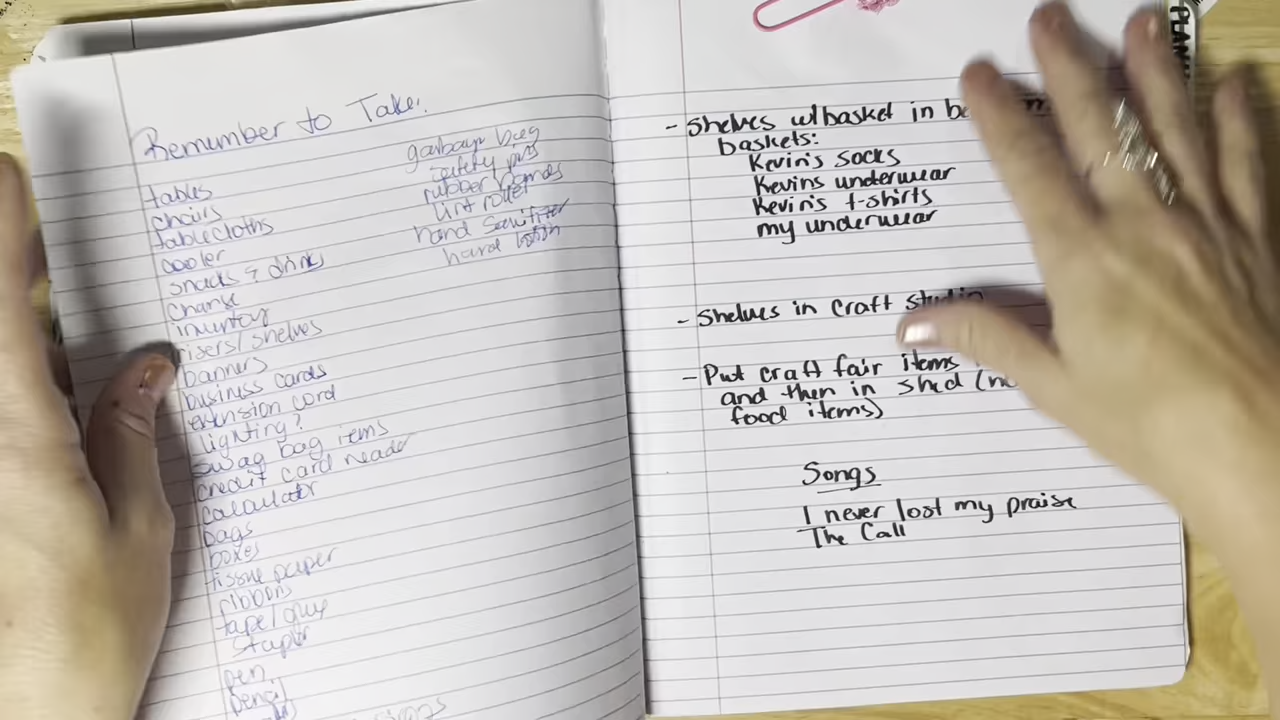 Remember to Take:
tables
chairs
tablecloths
cooler
snacks & drinks
change
inventory
risers/shelves
banners
business cards
extension cord
lighting?
swag bag items
credit card reader
calculator
bags
boxes
tissue paper
ribbons
tape/glue
stapler
pen
pencil
garbage bag
safety pins
rubber bands
lint roller
hand sanitizer
hand lotion
- Shelves w/basket in
baskets:
Kevin's socks
Kevins underwear
Kevin's t-shirts
my underwear
- Shelves in craft studio
- Put craft fair items
and then in shed (no
food items)
Songs
I never lost my praise
The Call